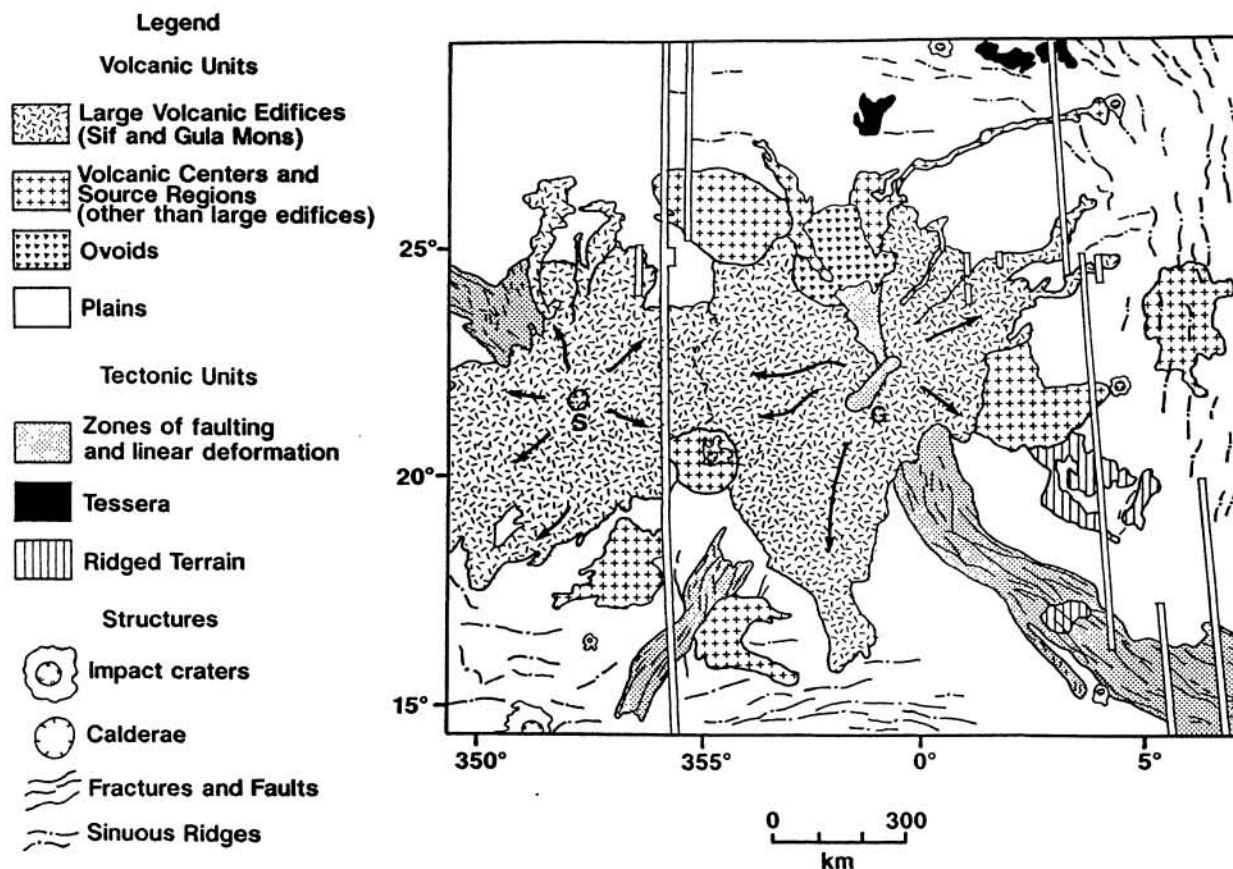 Legend
Volcanic Units
Large Volcanic Edifices
(Sif and Gula Mons)
Volcanic Centers and
Source Regions
(other than large edifices)
Ovoids
Plains
Tectonic Units
Zones of faulting
and linear deformation
Tessera
Ridged Terrain
Structures
Impact craters
Calderae
Fractures and Faults
Sinuous Ridges
25°
20°
15°
S
G
350° 355° 0° 5°
0 300
km